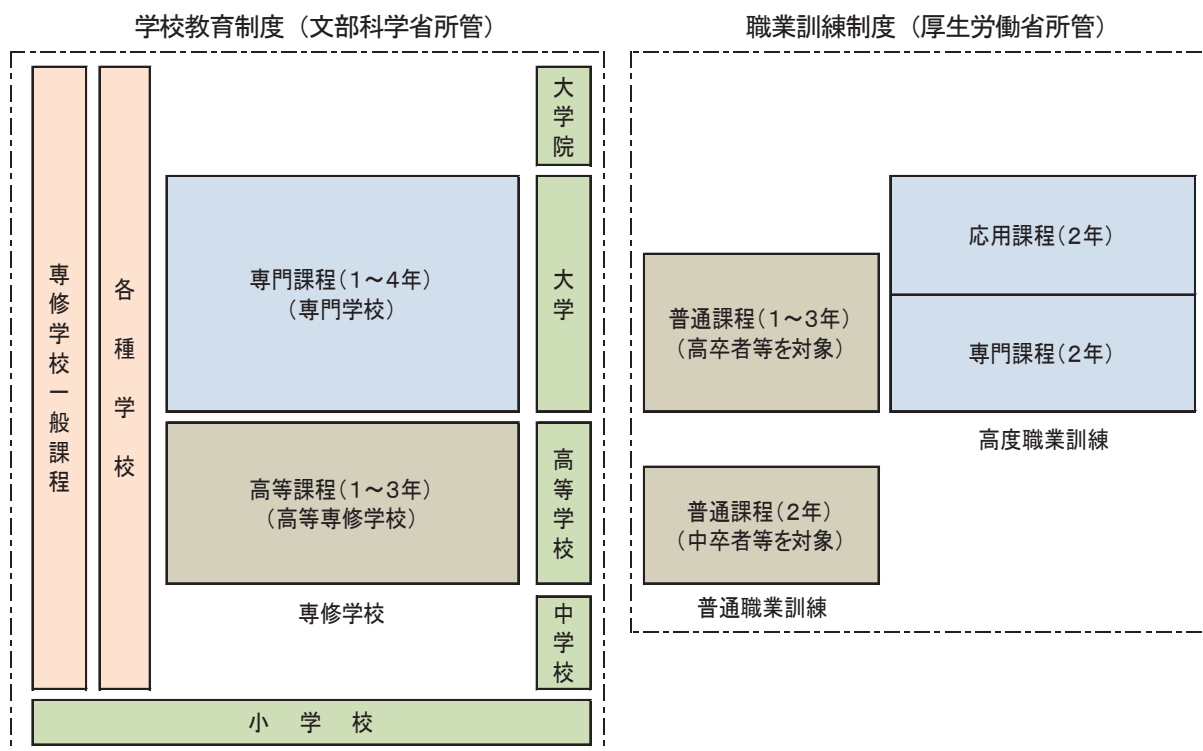 学校教育制度（文部科学省所管）
専修学校一般課程
各種学校
大学院
専門課程（1～4年）
（専門学校）
大学
高等課程（1～3年）
（高等専修学校）
高等学校
専修学校
中学校
小学校
職業訓練制度（厚生労働省所管）
普通課程（1～3年）
（高卒者等を対象）
応用課程（2年）
専門課程（2年）
高度職業訓練
普通課程（2年）
（中卒者等を対象）
普通職業訓練